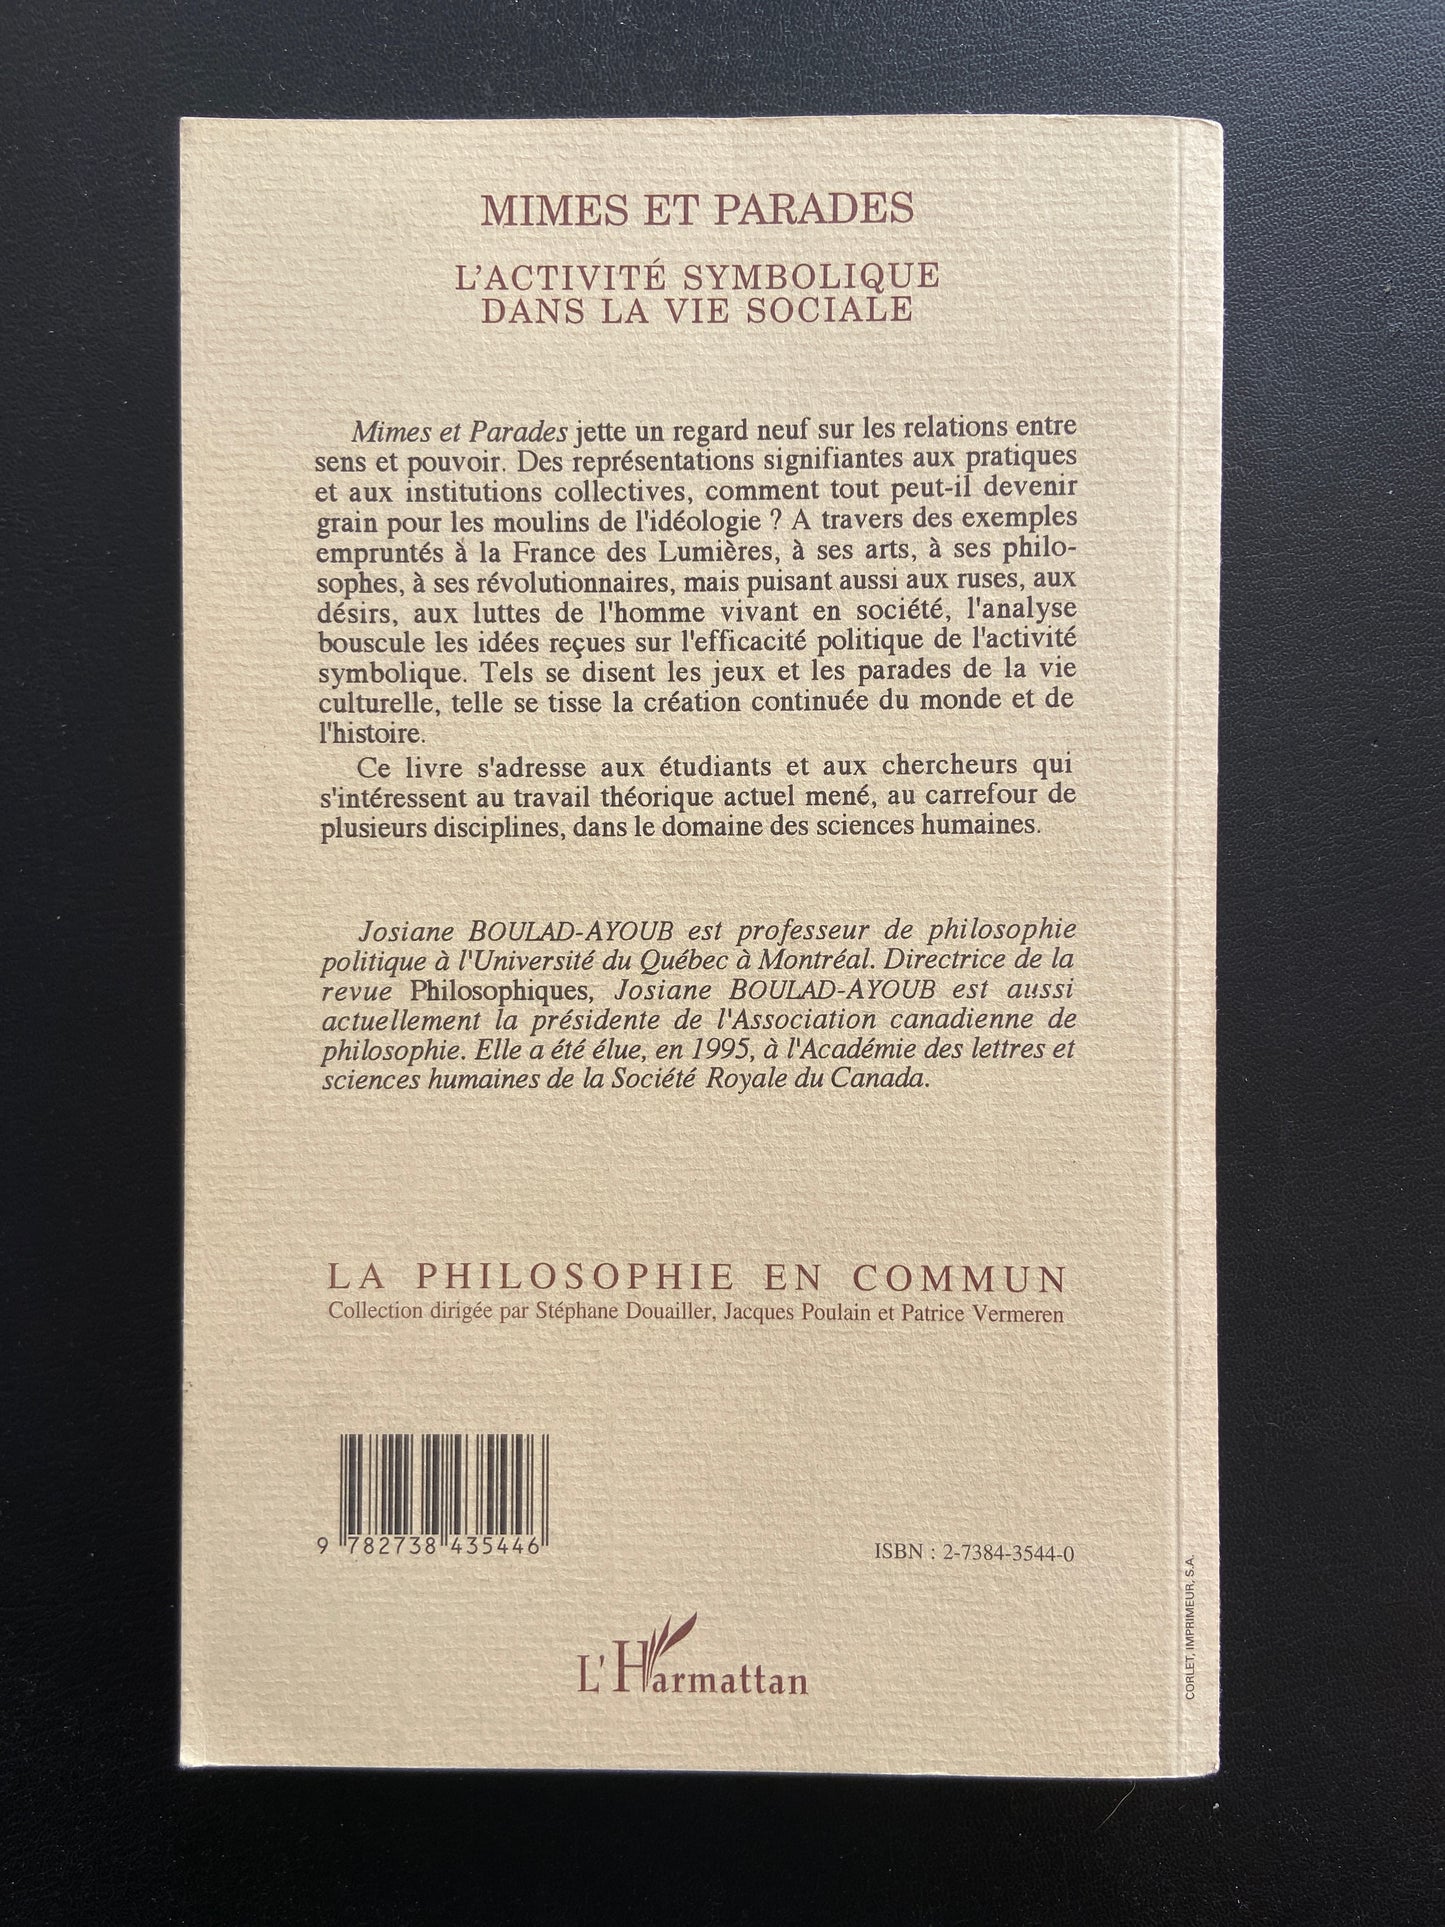 MIMES ET PARADES
L'ACTIVITÉ SYMBOLIQUE
DANS LA VIE SOCIALE
Mimes et Parades jette un regard neuf sur les relations entre
sens et pouvoir. Des représentations signifiantes aux pratiques
et aux institutions collectives, comment tout peut-il devenir
grain pour les moulins de l'idéologie ? A travers des exemples
empruntés à la France des Lumières, à ses arts, à ses philo-
sophes, à ses révolutionnaires, mais puisant aussi aux ruses, aux
désirs, aux luttes de l'homme vivant en société, l'analyse
bouscule les idées reçues sur l'efficacité politique de l'activité
symbolique. Tels se disent les jeux et les parades de la vie
culturelle, telle se tisse la création continuée du monde et de
l'histoire.
Ce livre s'adresse aux étudiants et aux chercheurs qui
s'intéressent au travail théorique actuel mené, au carrefour de
plusieurs disciplines, dans le domaine des sciences humaines.
Josiane BOULAD-AYOUB est professeur de philosophie
politique à l'Université du Québec à Montréal. Directrice de la
revue Philosophiques, Josiane BOULAD-AYOUB est aussi
actuellement la présidente de l'Association canadienne de
philosophie. Elle a été élue, en 1995, à l'Académie des lettres et
sciences humaines de la Société Royale du Canada.
LA PHILOSOPHIE EN COMMUN
Collection dirigée par Stéphane Douailler, Jacques Poulain et Patrice Vermeren
9 782738 435446
ISBN : 2-7384-3544-0
CORLET, IMPRIMEUR, S.A.
L'Harmattan